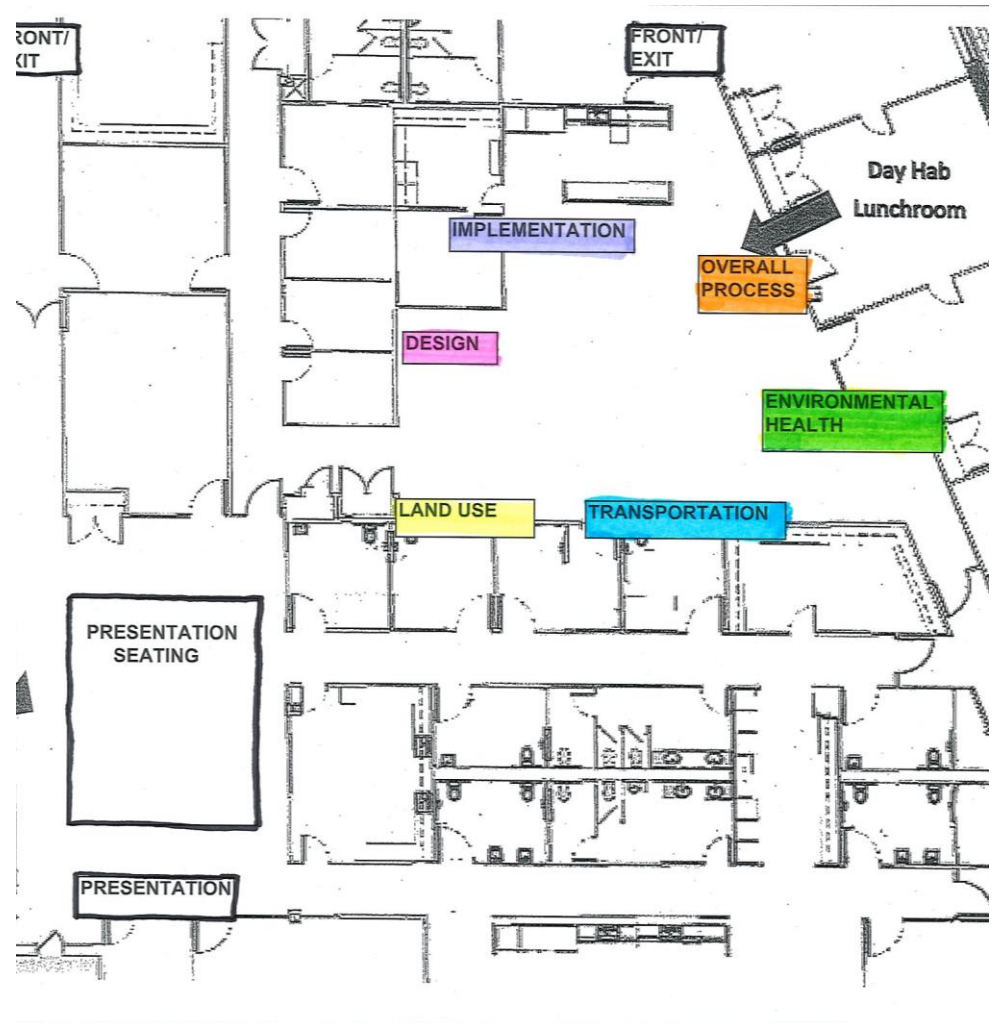 RONT/
XIT
FRONT/
EXIT
Day Hab
Lunchroom
IMPLEMENTATION
OVERALL
PROCESS
DESIGN
ENVIRONMENTAL
HEALTH
LAND USE
TRANSPORTATION
PRESENTATION
SEATING
PRESENTATION